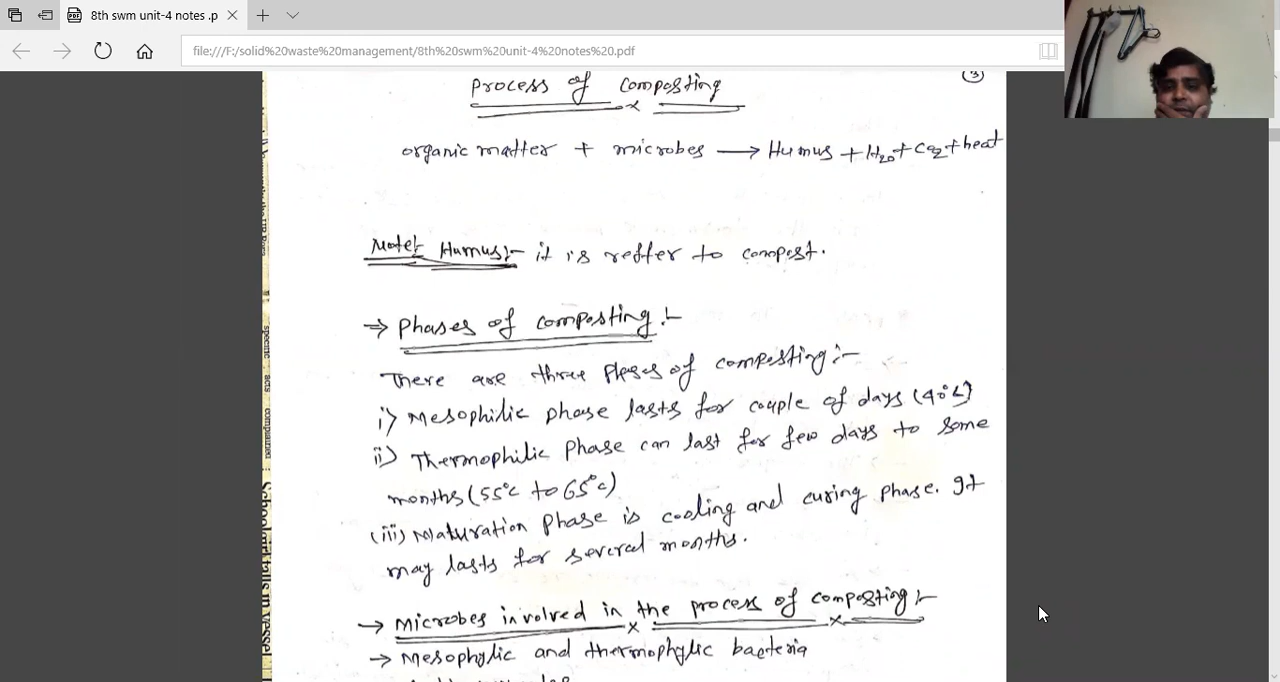 8th swm unit-4 notes .p
file:///F:/solid%20waste%20management/8th%20swm%20unit-4%20notes%20.pdf
Process of Composting
3
organic matter + microbes → Humus + H2O + CO2 + heat
Note:- Humus:- it is reffer to compost.
→ Phases of composting :-
There are three phases of composting :-
i) Mesophilic phase lasts for couple of days (40°c)
ii) Thermophilic phase can last for few days to some
months (55°c to 65°c)
(iii) Maturation phase is cooling and curing phase. It
may lasts for several months.
→ Microbes involved in the process of composting :-
→ Mesophylic and thermophylic bacteria